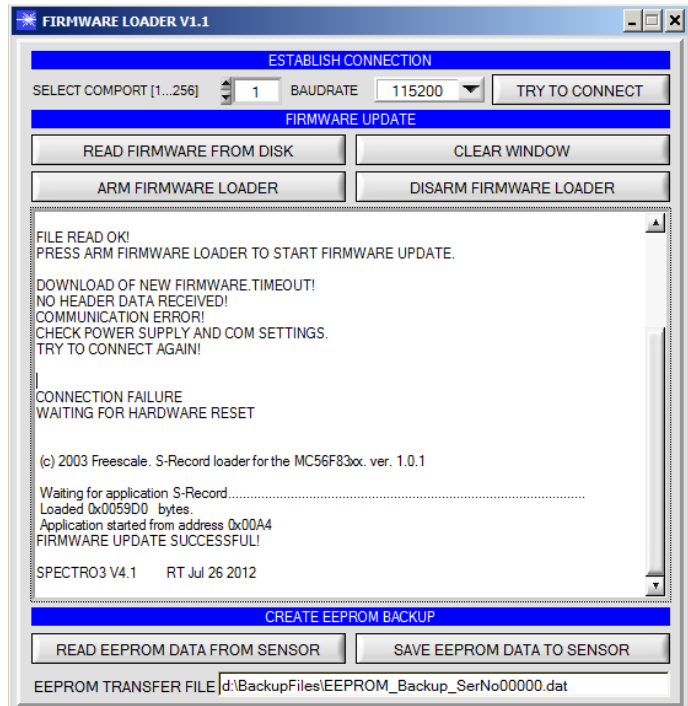 FIRMWARE LOADER V1.1
ESTABLISH CONNECTION
SELECT COMPORT [1...256] 1 BAUDRATE 115200 TRY TO CONNECT
FIRMWARE UPDATE
READ FIRMWARE FROM DISK CLEAR WINDOW
ARM FIRMWARE LOADER DISARM FIRMWARE LOADER
FILE READ OK!
PRESS ARM FIRMWARE LOADER TO START FIRMWARE UPDATE.
DOWNLOAD OF NEW FIRMWARE.TIMEOUT!
NO HEADER DATA RECEIVED!
COMMUNICATION ERROR!
CHECK POWER SUPPLY AND COM SETTINGS.
TRY TO CONNECT AGAIN!
CONNECTION FAILURE
WAITING FOR HARDWARE RESET
(c) 2003 Freescale. S-Record loader for the MC56F83xx. ver. 1.0.1
Waiting for application S-Record.........................................................................................
Loaded 0x0059D0 bytes.
Application started from address 0x00A4
FIRMWARE UPDATE SUCCESSFUL!
SPECTRO3 V4.1 RT Jul 26 2012
CREATE EEPROM BACKUP
READ EEPROM DATA FROM SENSOR SAVE EEPROM DATA TO SENSOR
EEPROM TRANSFER FILE d:\BackupFiles\EEPROM_Backup_SerNo00000.dat